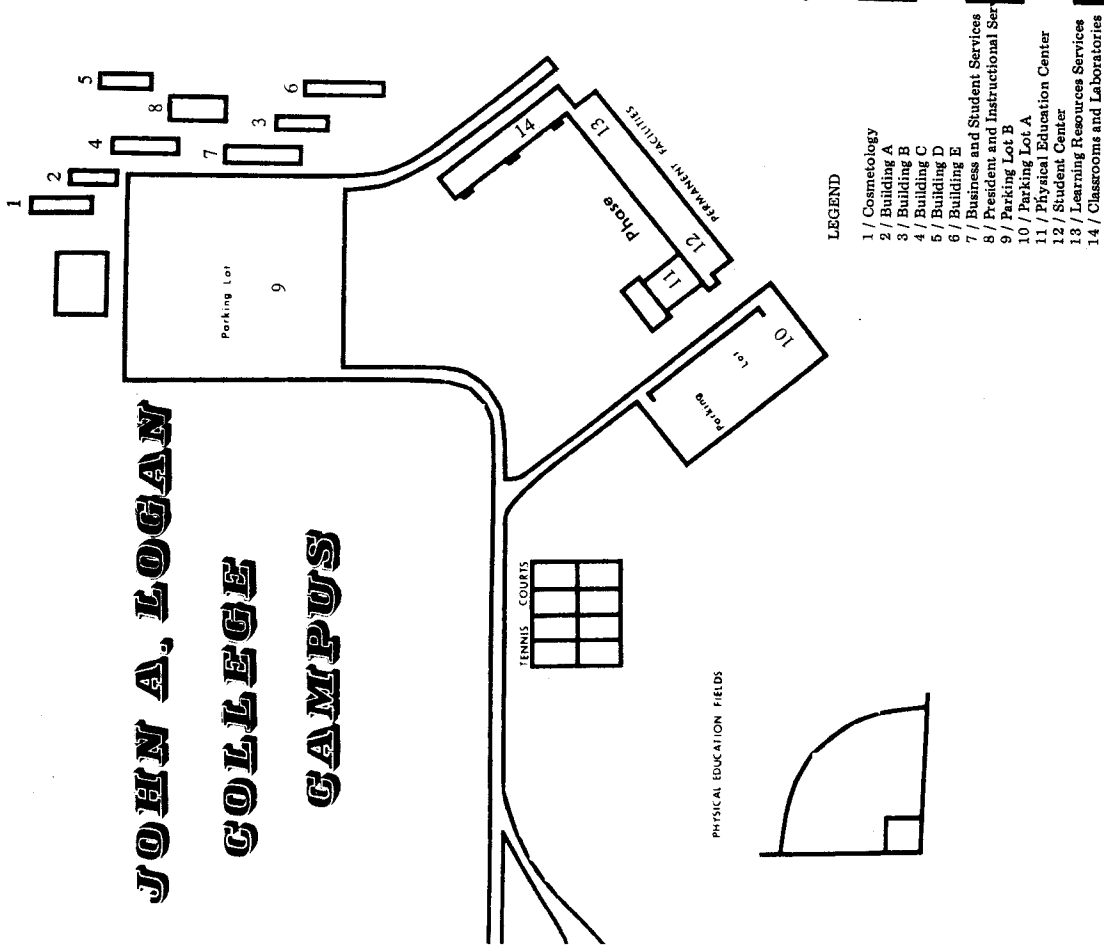 JOHN A. LOGAN
COLLEGE
CAMPUS
1
2
4
5
8
7
3
6
Parking Lot
9
14
13
PERMANENT FACILITIES
Phase
12
11
10
Parking Lot
TENNIS COURTS
PHYSICAL EDUCATION FIELDS
LEGEND
1 / Cosmetology
2 / Building A
3 / Building B
4 / Building C
5 / Building D
6 / Building E
7 / Business and Student Services
8 / President and Instructional Ser
9 / Parking Lot B
10 / Parking Lot A
11 / Physical Education Center
12 / Student Center
13 / Learning Resources Services
14 / Classrooms and Laboratories